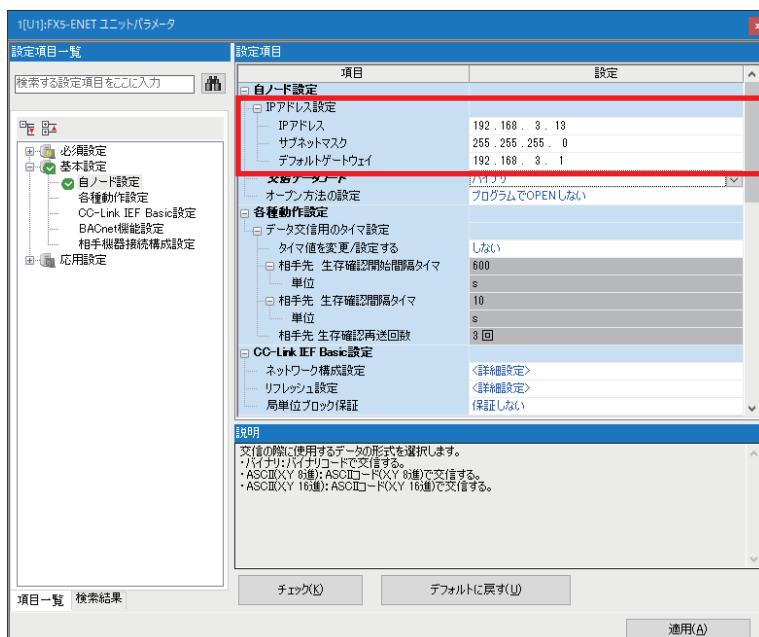 1[U1]:FX5-ENET ユニットパラメータ
設定項目一覧
検索する設定項目をここに入力
必須設定
基本設定
自ノード設定
各種動作設定
CC-Link IEF Basic設定
BACnet機能設定
相手機器接続構成設定
応用設定
項目一覧 検索結果
設定項目
項目 設定
自ノード設定
IPアドレス設定
IPアドレス 192 . 168 . 3 . 13
サブネットマスク 255 . 255 . 255 . 0
デフォルトゲートウェイ 192 . 168 . 3 . 1
交信データコード バイナリ
オープン方法の設定 プログラムでOPENしない
各種動作設定
データ交信用のタイマ設定
タイマ値を変更/設定する しない
相手先 生存確認開始間隔タイマ 600
単位 s
相手先 生存確認間隔タイマ 10
単位 s
相手先 生存確認再送回数 3 回
CC-Link IEF Basic設定
ネットワーク構成設定 <詳細設定>
リフレッシュ設定 <詳細設定>
局単位ブロック保証 保証しない
説明
交信の際に使用するデータの形式を選択します。
・バイナリ:バイナリコードで交信する。
・ASCII(XY 8進):ASCIIコード(XY 8進)で交信する。
・ASCII(XY 16進):ASCIIコード(XY 16進)で交信する。
チェック(K) デフォルトに戻す(U)
適用(A)